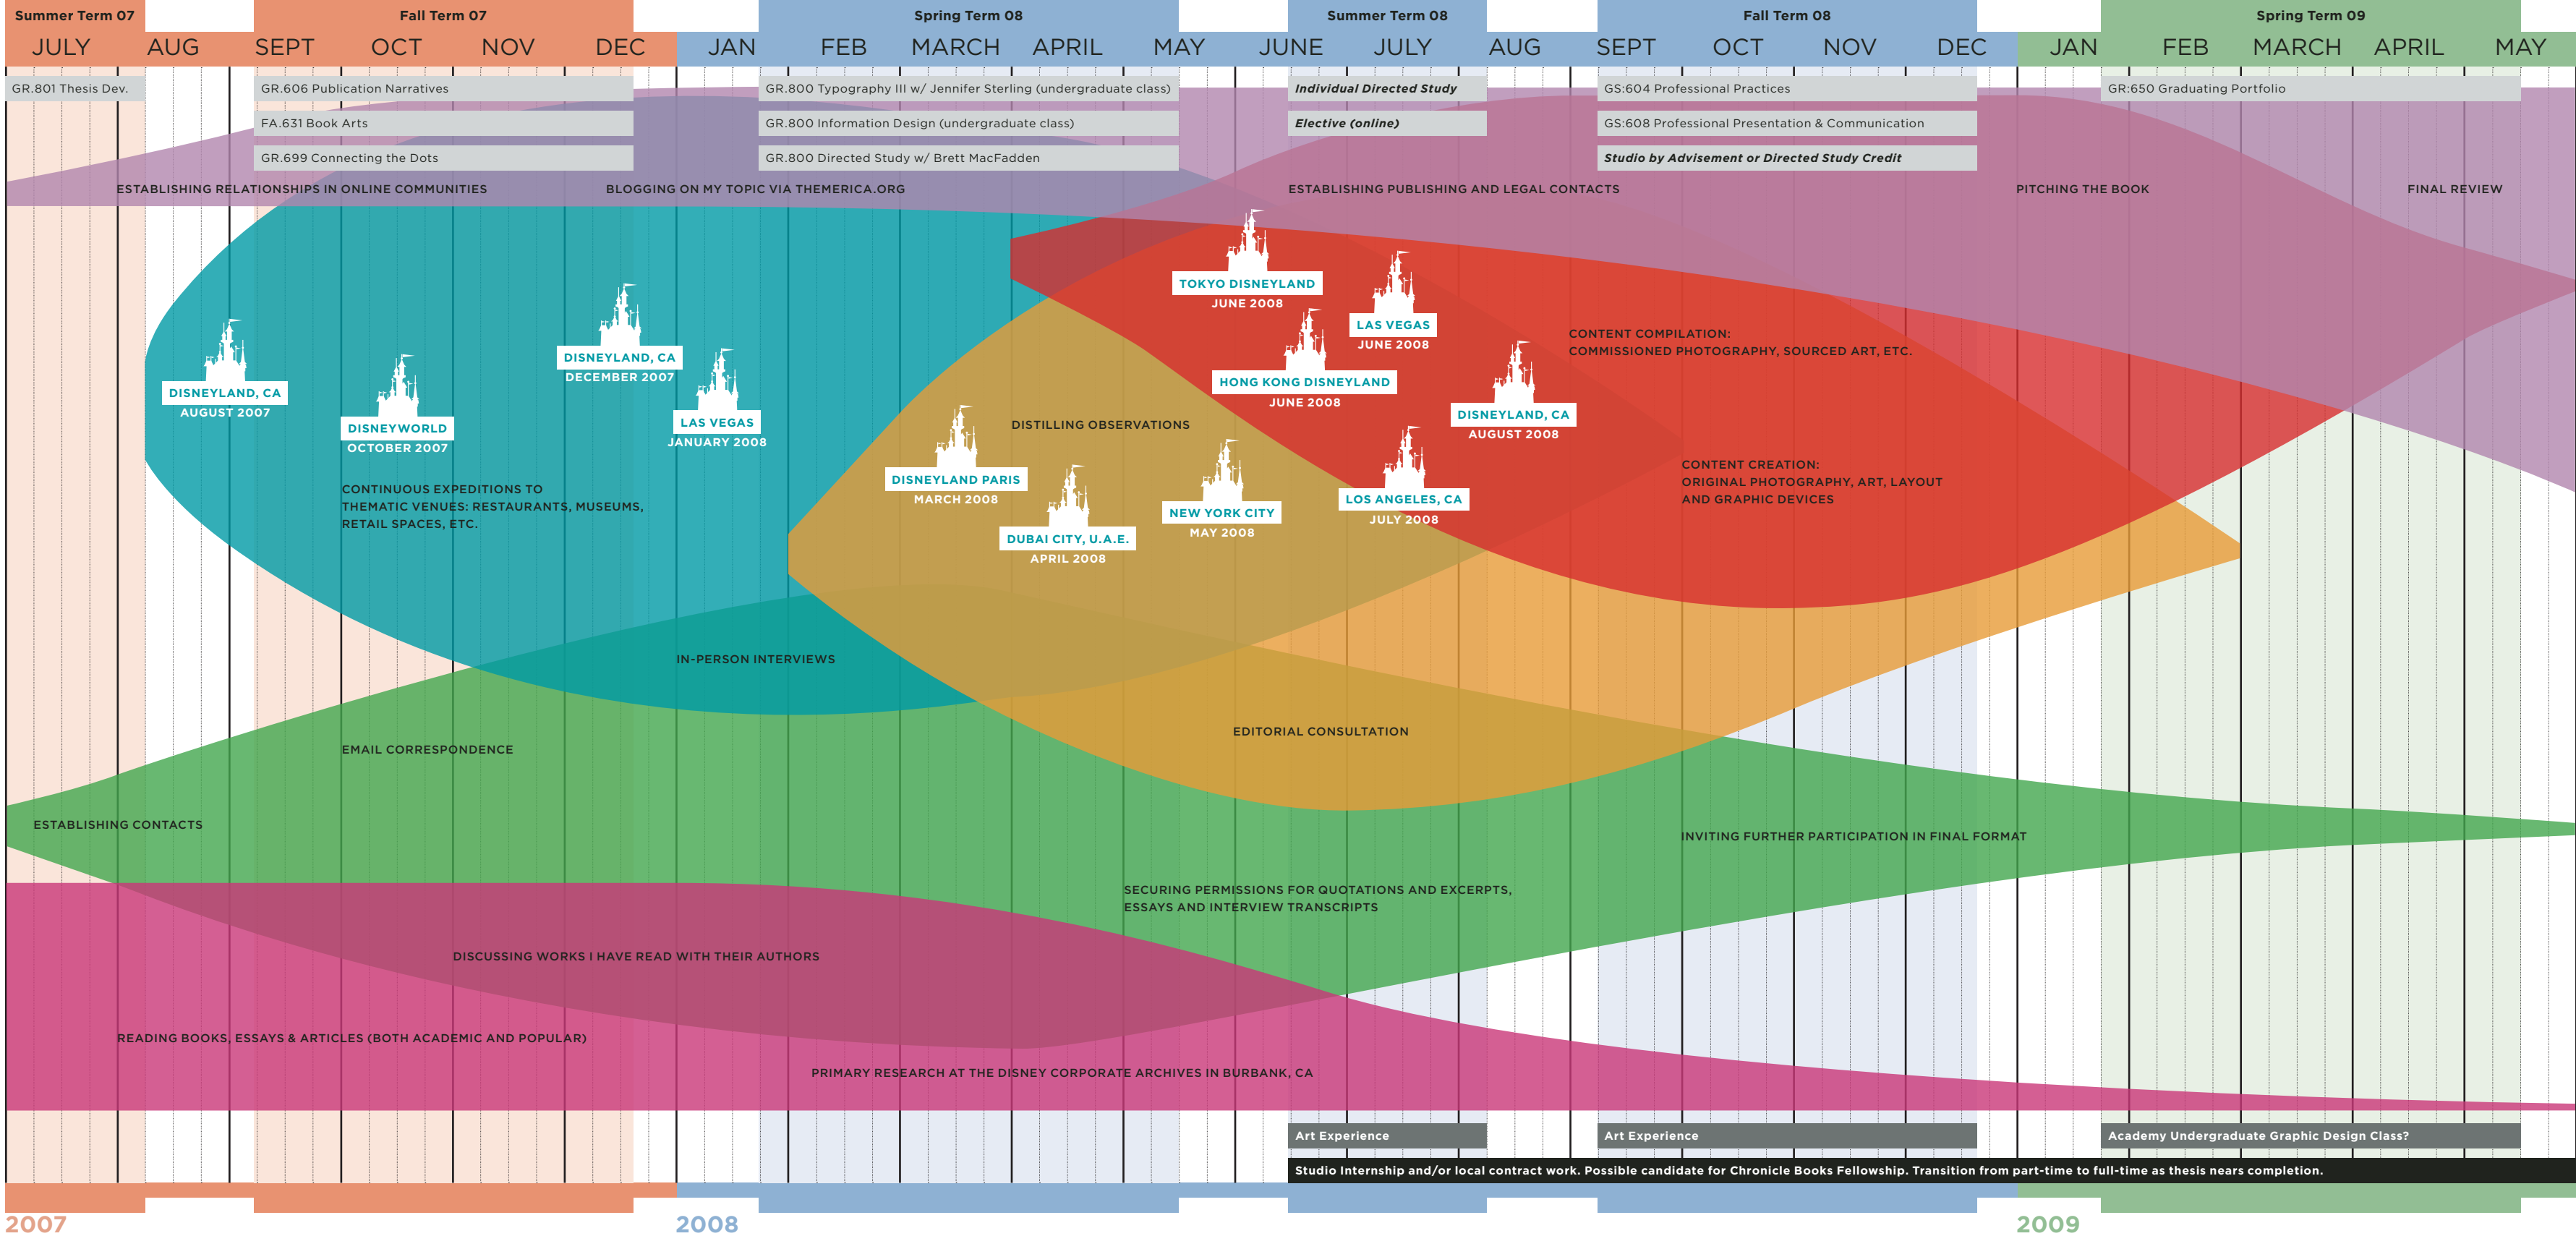 Summer Term 07
Fall Term 07
Spring Term 08
Summer Term 08
Fall Term 08
Spring Term 09
JULY AUG SEPT OCT NOV DEC JAN FEB MARCH APRIL MAY JUNE JULY AUG SEPT OCT NOV DEC JAN FEB MARCH APRIL MAY
GR.801 Thesis Dev.
GR.606 Publication Narratives
FA.631 Book Arts
GR.699 Connecting the Dots
GR.800 Typography III w/ Jennifer Sterling (undergraduate class)
GR.800 Information Design (undergraduate class)
GR.800 Directed Study w/ Brett MacFadden
Individual Directed Study
Elective (online)
GS:604 Professional Practices
GS:608 Professional Presentation & Communication
Studio by Advisement or Directed Study Credit
GR:650 Graduating Portfolio
ESTABLISHING RELATIONSHIPS IN ONLINE COMMUNITIES
BLOGGING ON MY TOPIC VIA THEMERICA.ORG
ESTABLISHING PUBLISHING AND LEGAL CONTACTS
PITCHING THE BOOK
FINAL REVIEW
DISNEYLAND, CA
AUGUST 2007
DISNEYWORLD
OCTOBER 2007
DISNEYLAND, CA
DECEMBER 2007
LAS VEGAS
JANUARY 2008
DISNEYLAND PARIS
MARCH 2008
DUBAI CITY, U.A.E.
APRIL 2008
NEW YORK CITY
MAY 2008
TOKYO DISNEYLAND
JUNE 2008
HONG KONG DISNEYLAND
JUNE 2008
LAS VEGAS
JUNE 2008
LOS ANGELES, CA
JULY 2008
DISNEYLAND, CA
AUGUST 2008
CONTINUOUS EXPEDITIONS TO
THEMATIC VENUES: RESTAURANTS, MUSEUMS,
RETAIL SPACES, ETC.
DISTILLING OBSERVATIONS
CONTENT COMPILATION:
COMMISSIONED PHOTOGRAPHY, SOURCED ART, ETC.
CONTENT CREATION:
ORIGINAL PHOTOGRAPHY, ART, LAYOUT
AND GRAPHIC DEVICES
IN-PERSON INTERVIEWS
EDITORIAL CONSULTATION
EMAIL CORRESPONDENCE
ESTABLISHING CONTACTS
INVITING FURTHER PARTICIPATION IN FINAL FORMAT
SECURING PERMISSIONS FOR QUOTATIONS AND EXCERPTS,
ESSAYS AND INTERVIEW TRANSCRIPTS
DISCUSSING WORKS I HAVE READ WITH THEIR AUTHORS
READING BOOKS, ESSAYS & ARTICLES (BOTH ACADEMIC AND POPULAR)
PRIMARY RESEARCH AT THE DISNEY CORPORATE ARCHIVES IN BURBANK, CA
Art Experience
Art Experience
Academy Undergraduate Graphic Design Class?
Studio Internship and/or local contract work. Possible candidate for Chronicle Books Fellowship. Transition from part-time to full-time as thesis nears completion.
2007
2008
2009